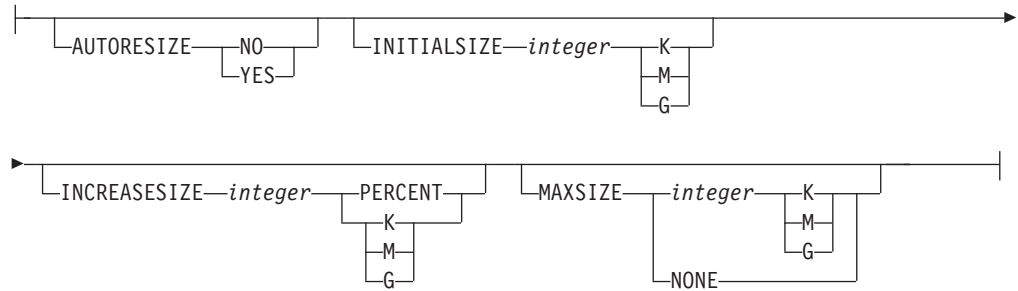 AUTORESIZE NO INITIALSIZE integer K
YES M
G
INCREASESIZE integer PERCENT MAXSIZE integer K
K M
M G
G NONE